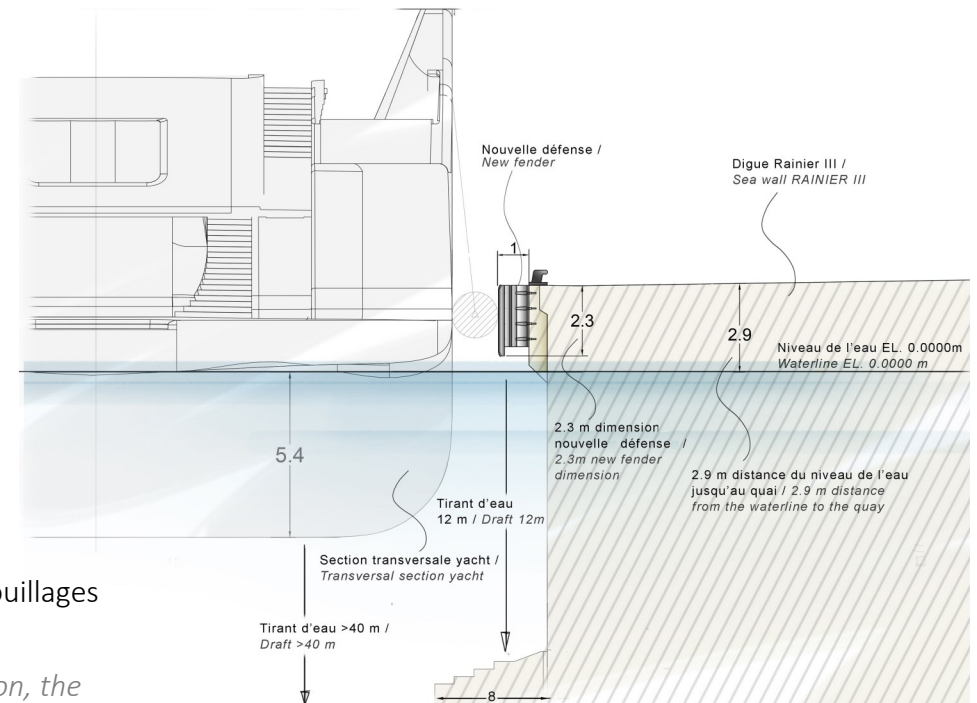 Nouvelle défense /
New fender
Digue Rainier III /
Sea wall RAINIER III
1
2.3
2.9
Niveau de l'eau EL. 0.0000m
Waterline EL. 0.0000 m
5.4
2.3 m dimension
nouvelle défense /
2.3m new fender
dimension
2.9 m distance du niveau de l'eau
jusqu'au quai / 2.9 m distance
from the waterline to the quay
Tirant d'eau
12 m / Draft 12m
Section transversale yacht /
Transversal section yacht
ouillages
Tirant d'eau >40 m /
Draft >40 m
on, the
8